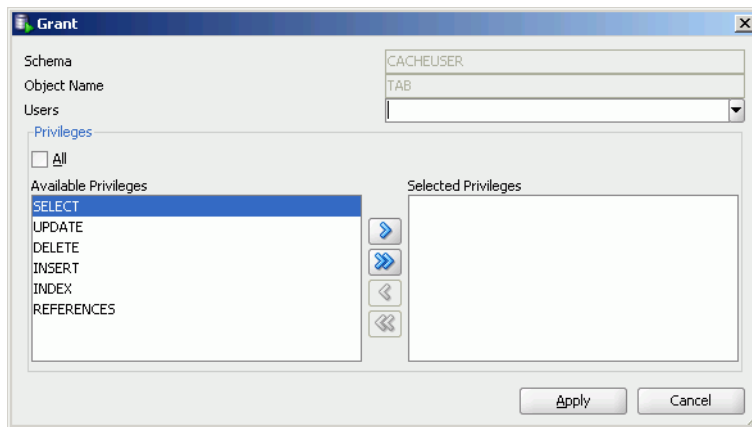 Grant
Schema
CACHEUSER
Object Name
TAB
Users
Privileges
All
Available Privileges
Selected Privileges
SELECT
UPDATE
DELETE
INSERT
INDEX
REFERENCES
Apply
Cancel